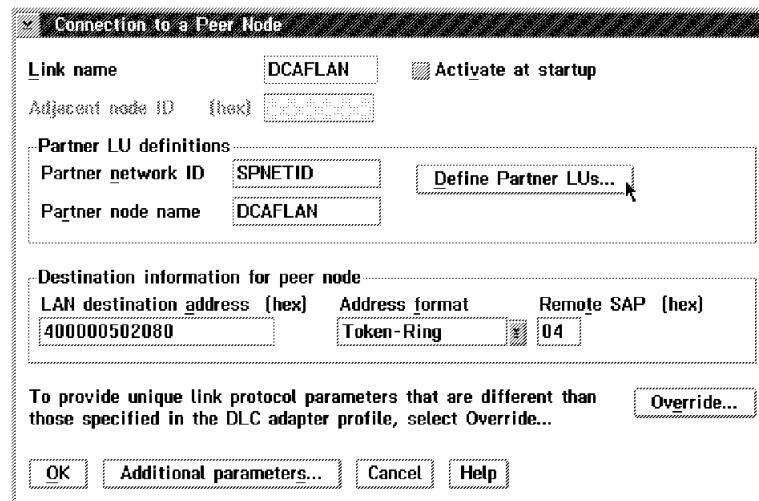 Connection to a Peer Node
Link name DCAFLAN Activate at startup
Adjacent node ID (hex)
Partner LU definitions
Partner network ID SPNETID Define Partner LUs...
Partner node name DCAFLAN
Destination information for peer node
LAN destination address (hex) Address format Remote SAP (hex)
400000502080 Token-Ring 04
To provide unique link protocol parameters that are different than Override...
those specified in the DLC adapter profile, select Override...
OK Additional parameters... Cancel Help